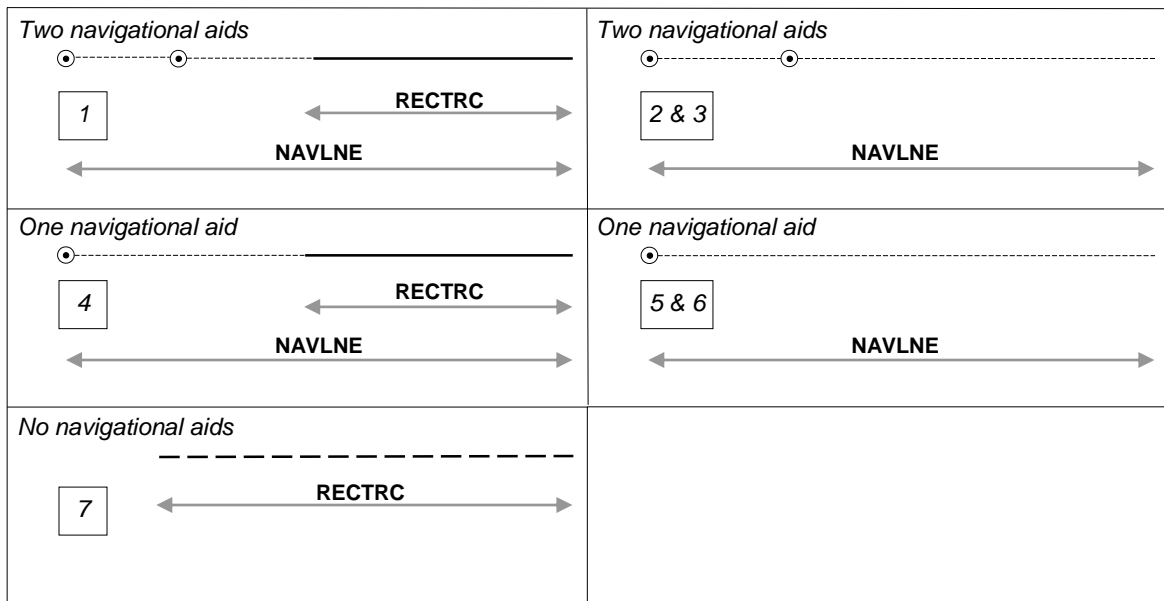 Two navigational aids
RECTRC
1
NAVLNE
Two navigational aids
2 & 3
NAVLNE
One navigational aid
RECTRC
4
NAVLNE
One navigational aid
5 & 6
NAVLNE
No navigational aids
RECTRC
7